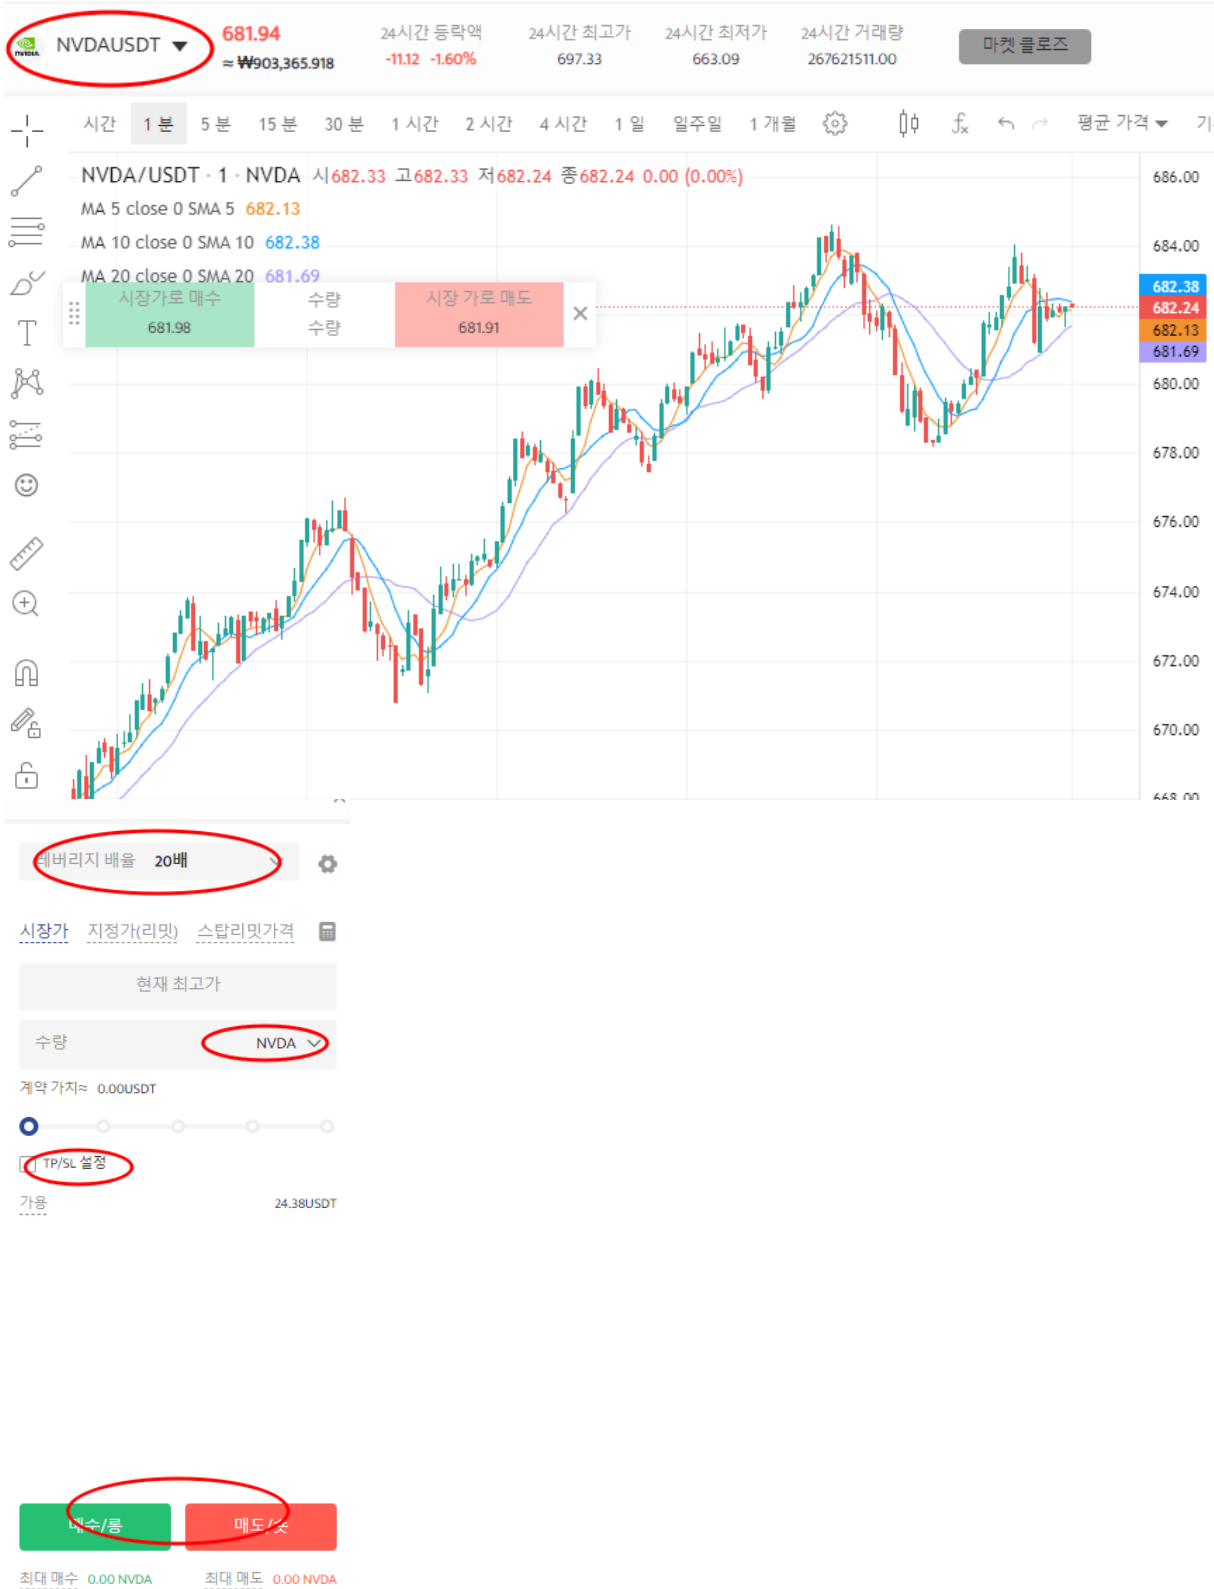 NVIDIA.
NVDAUSDT
681.94
≈ ₩903,365.918
24시간 등락액
-11.12 -1.60%
24시간 최고가
697.33
24시간 최저가
663.09
24시간 거래량
267621511.00
마켓 클로즈
시간 1 분 5 분 15 분 30 분 1 시간 2 시간 4 시간 1 일 일주일 1 개월 평균 가격
NVDA/USDT · 1 · NVDA 시682.33 고682.33 저682.24 종682.24 0.00 (0.00%)
MA 5 close 0 SMA 5 682.13
MA 10 close 0 SMA 10 682.38
MA 20 close 0 SMA 20 681.69
시장가로 매수 수량 시장 가로 매도
681.98 수량 681.91
686.00
684.00
682.38
682.24
682.13
681.69
680.00
678.00
676.00
674.00
672.00
670.00
668.00
레버리지 배율 20배
시장가 지정가(리밋) 스탑리밋가격
현재 최고가
수량 NVDA
계약 가치≈ 0.00USDT
TP/SL 설정
가용 24.38USDT
매수/롱 매도/숏
최대 매수 0.00 NVDA 최대 매도 0.00 NVDA